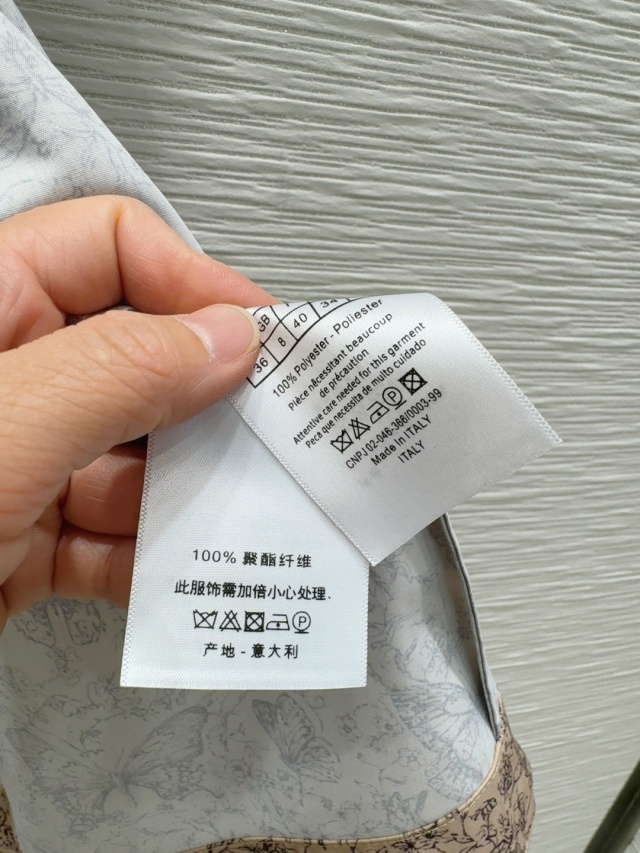 GB
36 8 40 34
100% Polyester - Poliester
Pièce nécessitant beaucoup
de précaution
Attentive care needed for this garment
Peça que necessita de muito cuidado
P
CNPJ 02-046-368/0003-99
Made in ITALY
ITALY
100% 聚酯纤维
此服饰需加倍小心处理.
P
产地 - 意大利